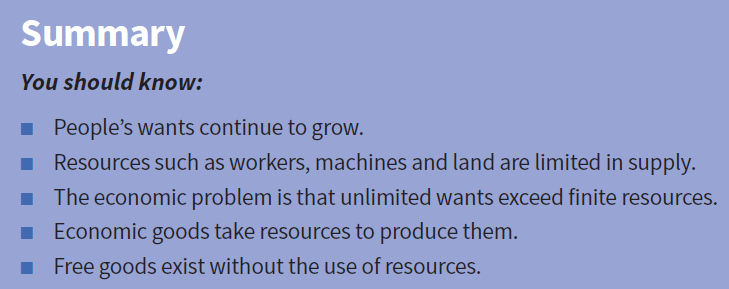 Summary
You should know:
■ People’s wants continue to grow.
■ Resources such as workers, machines and land are limited in supply.
■ The economic problem is that unlimited wants exceed finite resources.
■ Economic goods take resources to produce them.
■ Free goods exist without the use of resources.